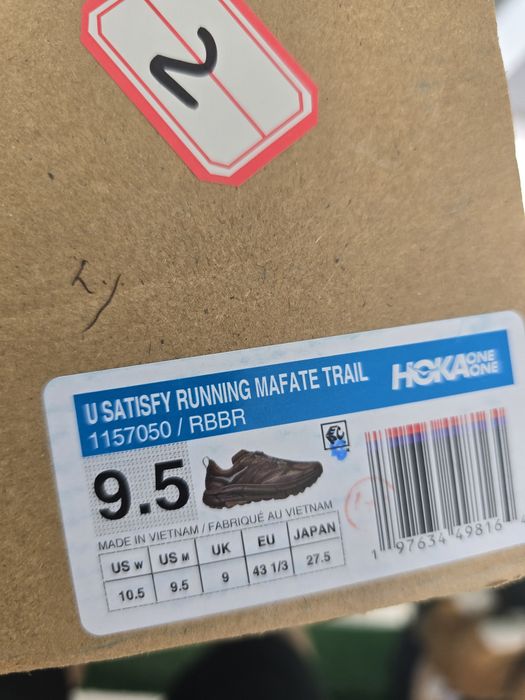 2
U SATISFY RUNNING MAFATE TRAIL
HOKA ONE ONE
1157050 / RBBR
9.5
MADE IN VIETNAM / FABRIQUÉ AU VIETNAM
US W US M UK EU JAPAN
10.5 9.5 9 43 1/3 27.5
1 97634 49816 4